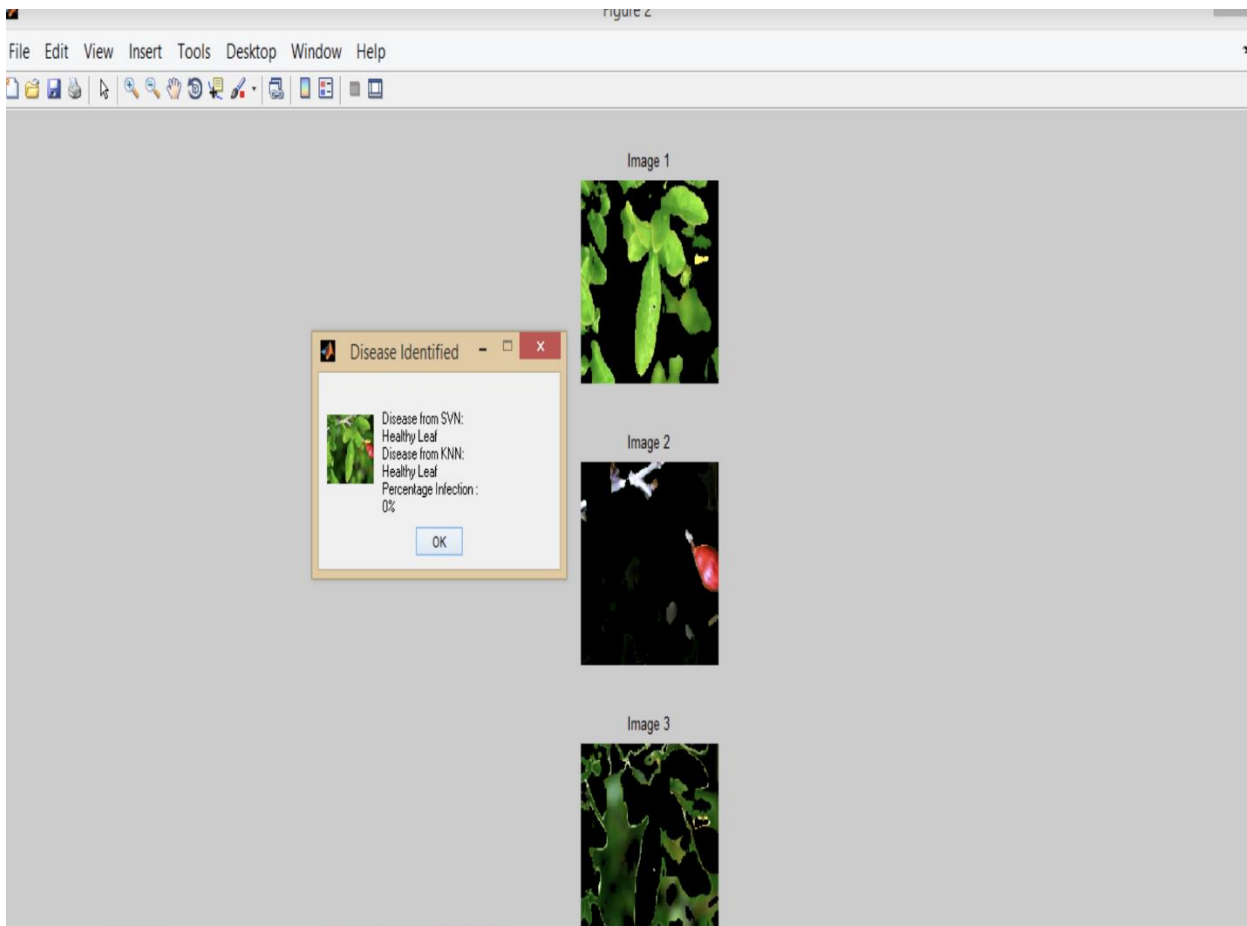 Figure 2
File Edit View Insert Tools Desktop Window Help
Image 1
Disease Identified
Disease from SVN:
Healthy Leaf
Disease from KNN:
Healthy Leaf
Percentage Infection :
0%
OK
Image 2
Image 3